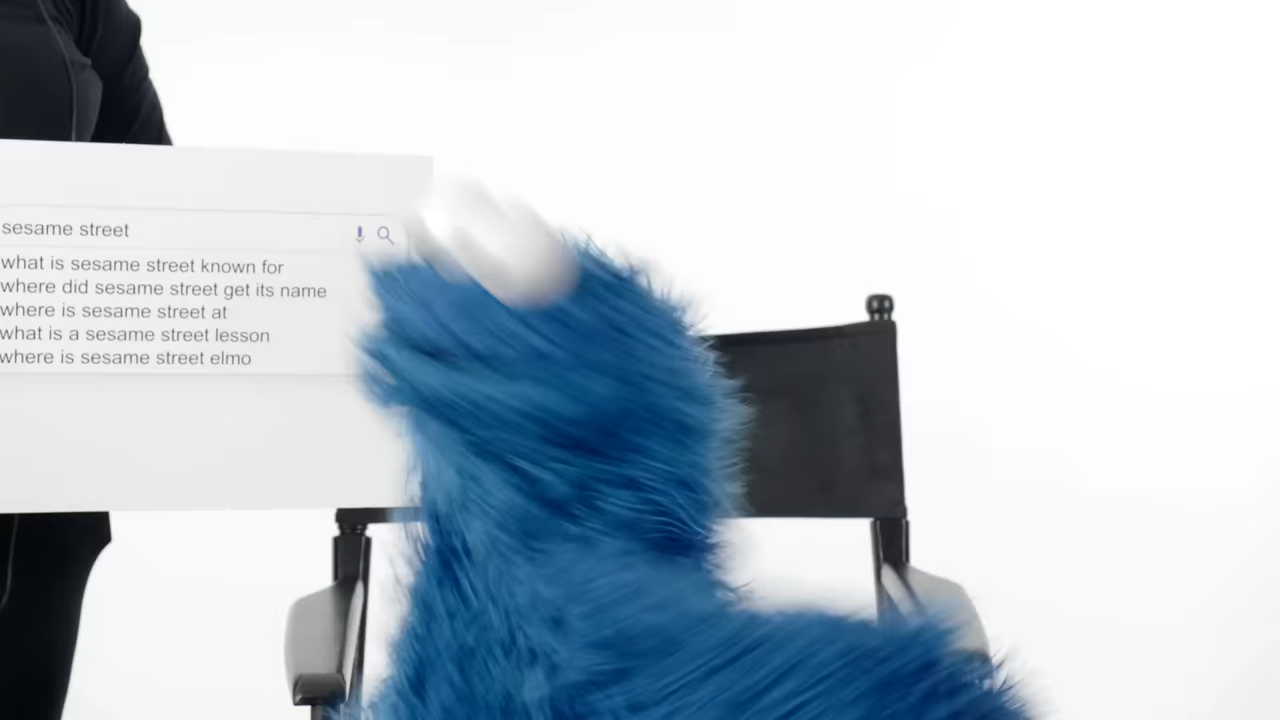 sesame street
what is sesame street known for
where did sesame street get its name
where is sesame street at
what is a sesame street lesson
where is sesame street elmo